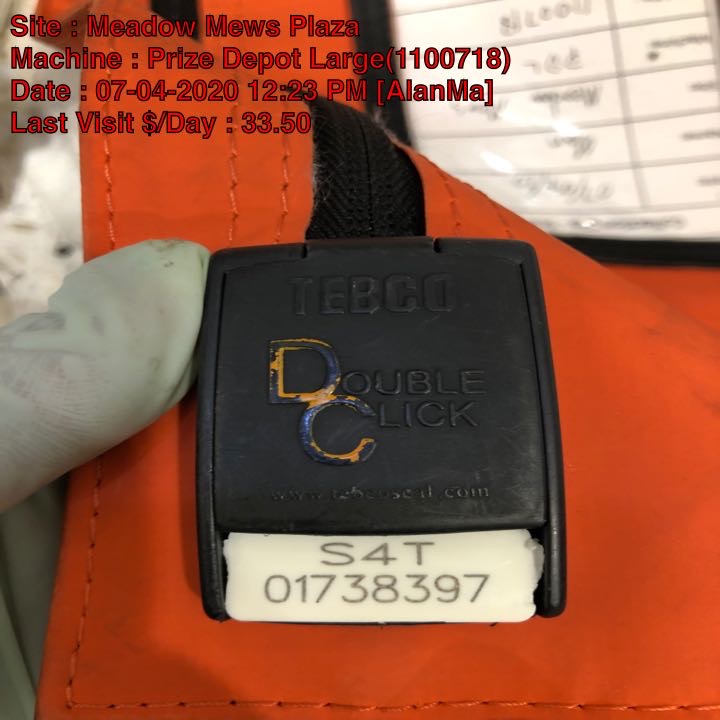 Site : Meadow Mews Plaza
Machine : Prize Depot Large(1100718)
Date : 07-04-2020 12:23 PM [AlanMa]
Last Visit $/Day : 33.50
TEBCO
DOUBLE
CLICK
www.tebcoseal.com
S4T
01738397